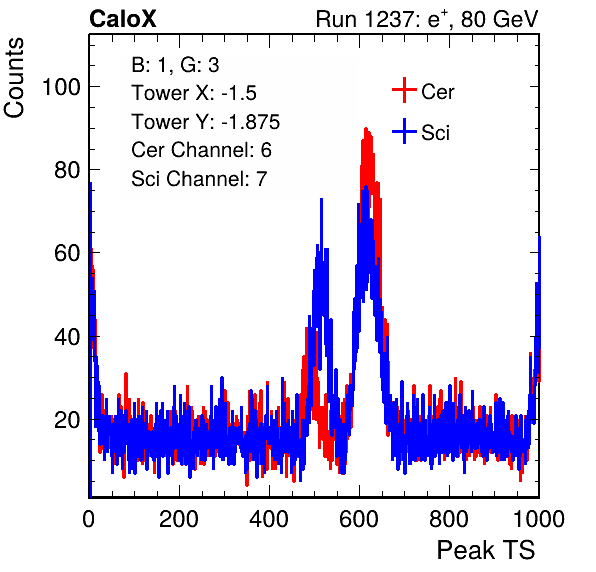 CaloX Run 1237: e⁺, 80 GeV
B: 1, G: 3
Tower X: -1.5
Tower Y: -1.875
Cer Channel: 6
Sci Channel: 7
Cer
Sci
Counts
100
80
60
40
20
0 200 400 600 800 1000
Peak TS